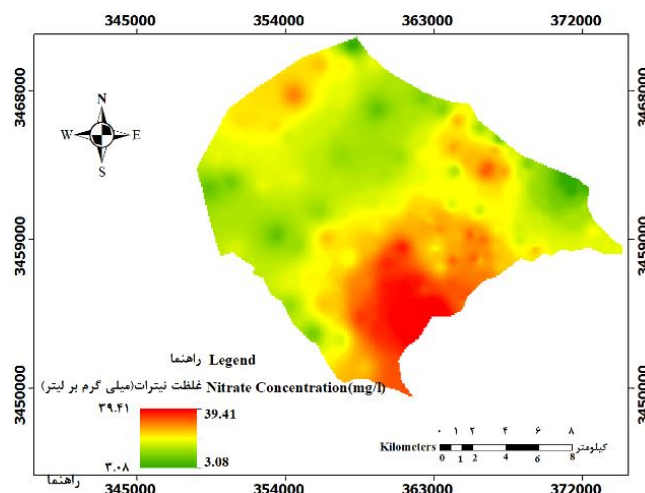 345000 354000 363000 372000
3468000 3468000
N
W E
S
3459000 3459000
راهنما Legend
غلظت نیترات(میلی گرم بر لیتر) Nitrate Concentration(mg/l)
3450000 3450000
۳۹.۴۱ 39.41
۳.۰۸ 3.08
۰ ۱ ۲ ۴ ۶ ۸
Kilometers کیلومتر
0 1 2 4 6 8
راهنما
345000 354000 363000 372000